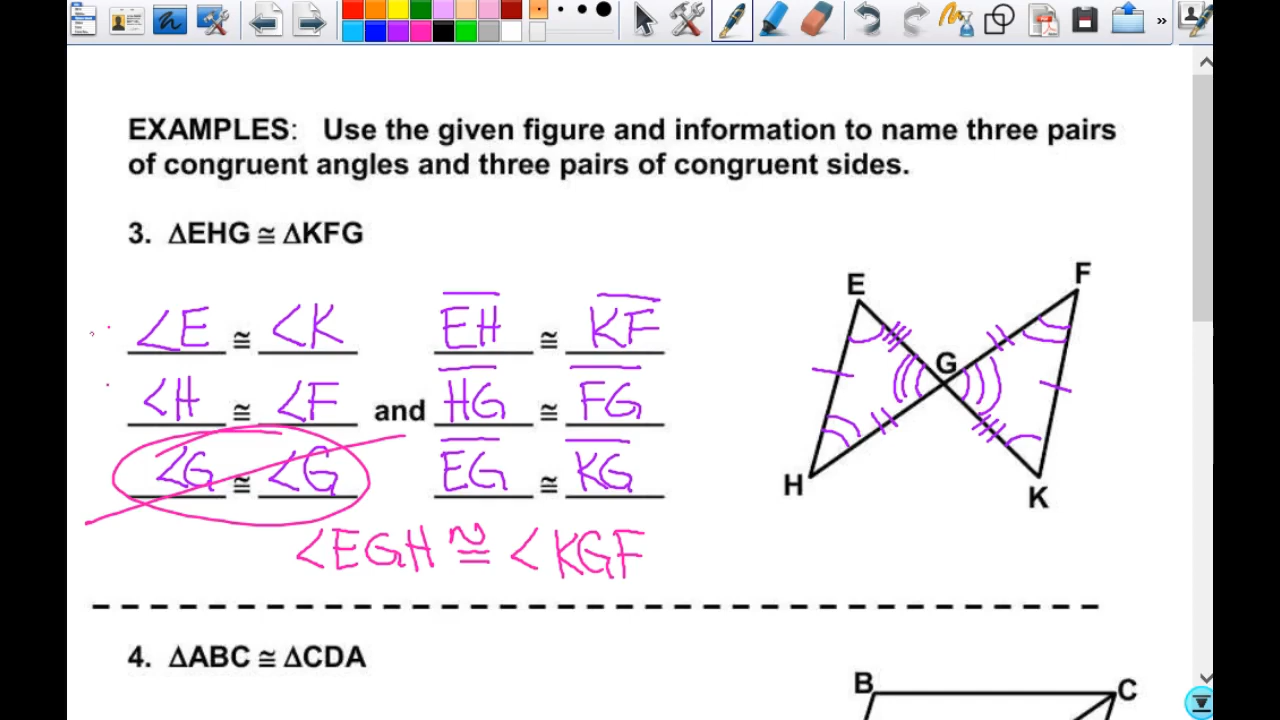 EXAMPLES: Use the given figure and information to name three pairs
of congruent angles and three pairs of congruent sides.
3. ΔEHG ≅ ΔKFG
∠E ≅ ∠K EH ≅ KF
∠H ≅ ∠F and HG ≅ FG
∠G ≅ ∠G EG ≅ KG
∠EGH ≅ ∠KGF
E
F
G
H
K
4. ΔABC ≅ ΔCDA
B
C